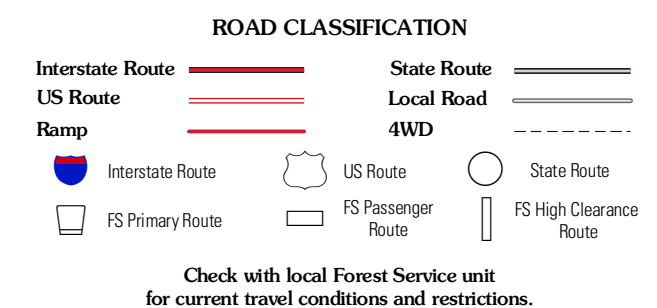 ROAD CLASSIFICATION
Interstate Route
State Route
US Route
Local Road
Ramp
4WD
Interstate Route
US Route
State Route
FS Primary Route
FS Passenger
Route
FS High Clearance
Route
Check with local Forest Service unit
for current travel conditions and restrictions.